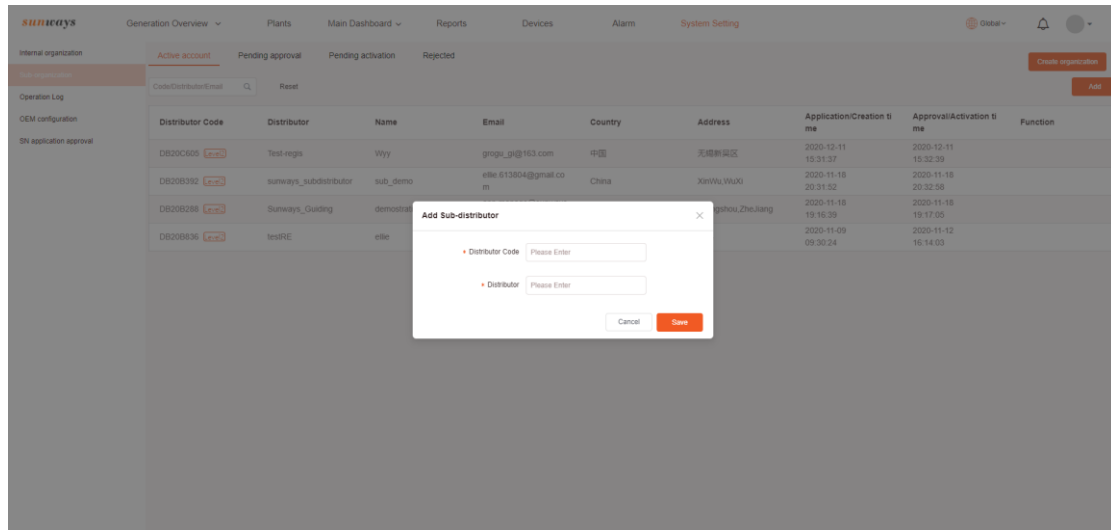 sunways Generation Overview Plants Main Dashboard Reports Devices Alarm System Setting Global
Internal organization
Sub organization
Operation Log
OEM configuration
SN application approval
Active account Pending approval Pending activation Rejected
Create organization
Code/Distributor/Email Reset Add
Distributor Code Distributor Name Email Country Address Application/Creation ti Approval/Activation ti Function
me me
DB20C605 Level2 Test-regis Wyy grogu_gi@163.com 中国 无锡新吴区 2020-12-11 2020-12-11
15:31:37 15:32:39
DB20B392 Level2 sunways_subdistributor sub_demo ellie.613804@gmail.co China XinWu,WuXi 2020-11-18 2020-11-18
m 20:31:52 20:32:58
DB20B288 Level2 Sunways_Guiding demostrat gshou,ZheJiang 2020-11-18 2020-11-18
19:16:39 19:17:05
DB20B836 Level2 testRE ellie 2020-11-09 2020-11-12
09:30:24 16:14:03
Add Sub-distributor
Distributor Code Please Enter
Distributor Please Enter
Cancel Save